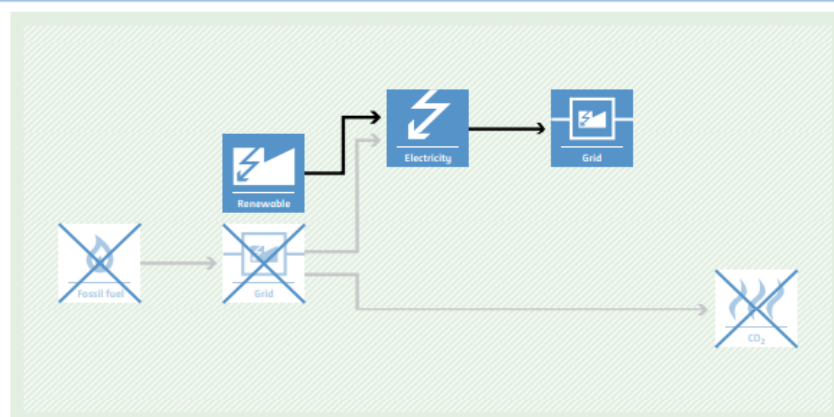 Electricity
Grid
Renewable
Fossil fuel
Grid
CO₂